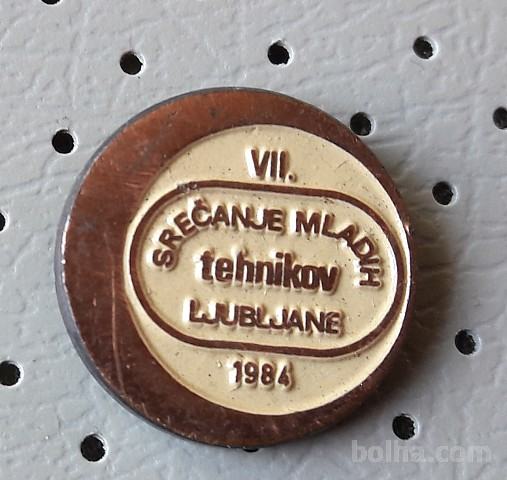 VII.
SREČANJE MLADIH
tehnikov
LJUBLJANE
1984
bolha.com